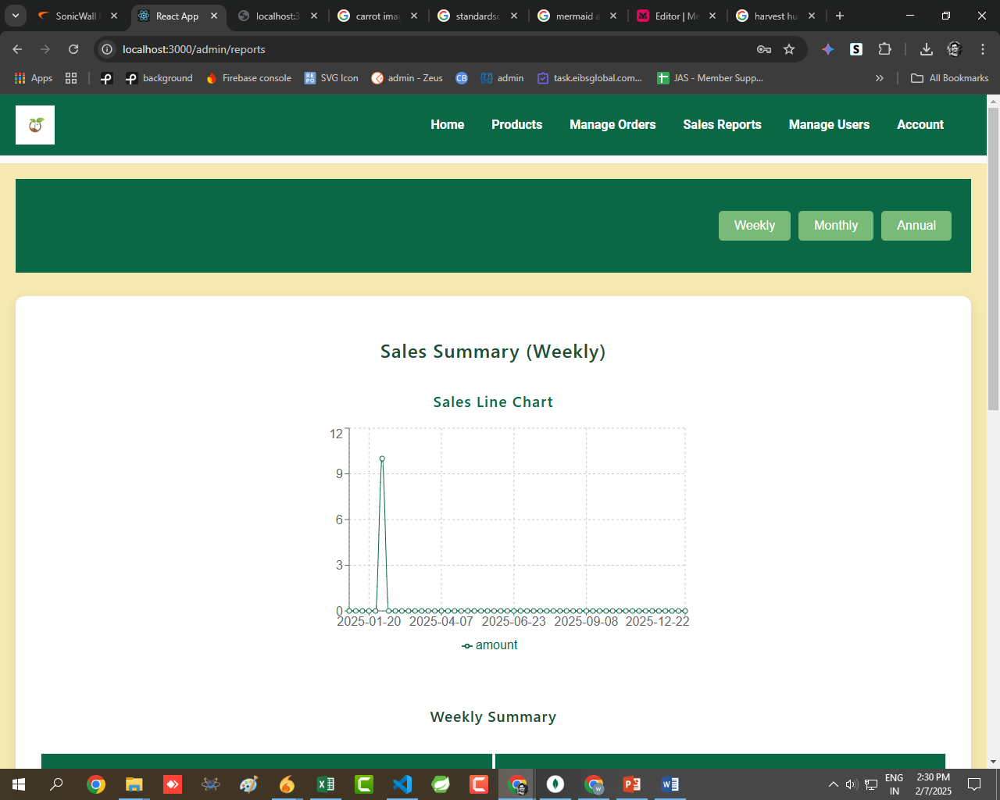 SonicWall
React App
localhost:3
carrot ima
standards
mermaid a
Editor | Me
harvest hu
localhost:3000/admin/reports
Apps
background
Firebase console
REPO
SVG Icon
admin - Zeus
CB
admin
task.eibsglobal.com...
JAS - Member Supp...
All Bookmarks
Home
Products
Manage Orders
Sales Reports
Manage Users
Account
Weekly
Monthly
Annual
Sales Summary (Weekly)
Sales Line Chart
12
9
6
3
0
2025-01-20
2025-04-07
2025-06-23
2025-09-08
2025-12-22
amount
Weekly Summary
ENG
IN
2:30 PM
2/7/2025